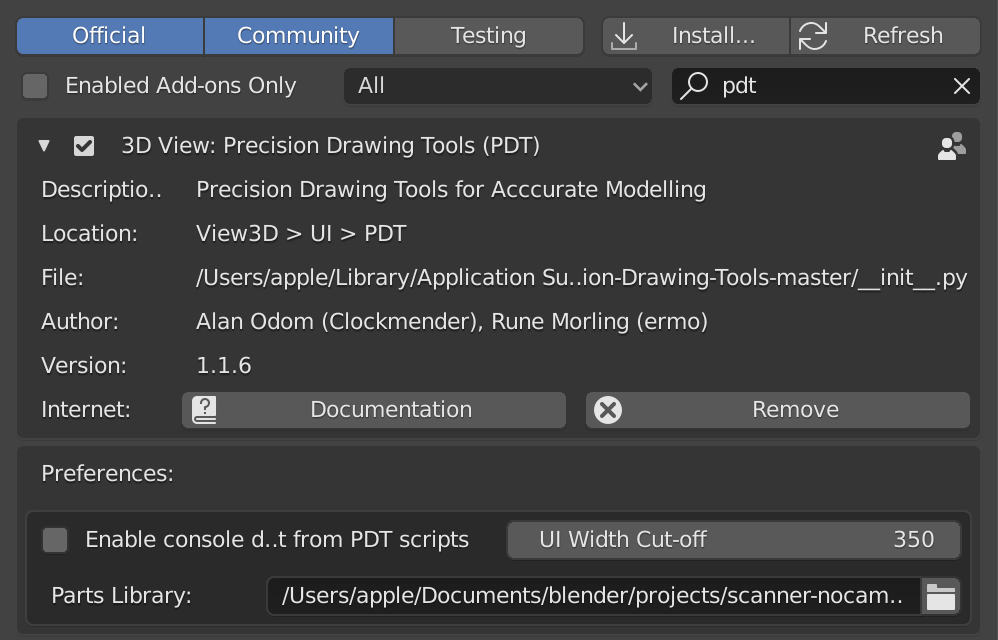 Official Community Testing Install... Refresh
Enabled Add-ons Only All pdt
3D View: Precision Drawing Tools (PDT)
Descriptio.. Precision Drawing Tools for Acccurate Modelling
Location: View3D > UI > PDT
File: /Users/apple/Library/Application Su..ion-Drawing-Tools-master/__init__.py
Author: Alan Odom (Clockmender), Rune Morling (ermo)
Version: 1.1.6
Internet: Documentation Remove
Preferences:
Enable console d..t from PDT scripts UI Width Cut-off 350
Parts Library: /Users/apple/Documents/blender/projects/scanner-nocam..